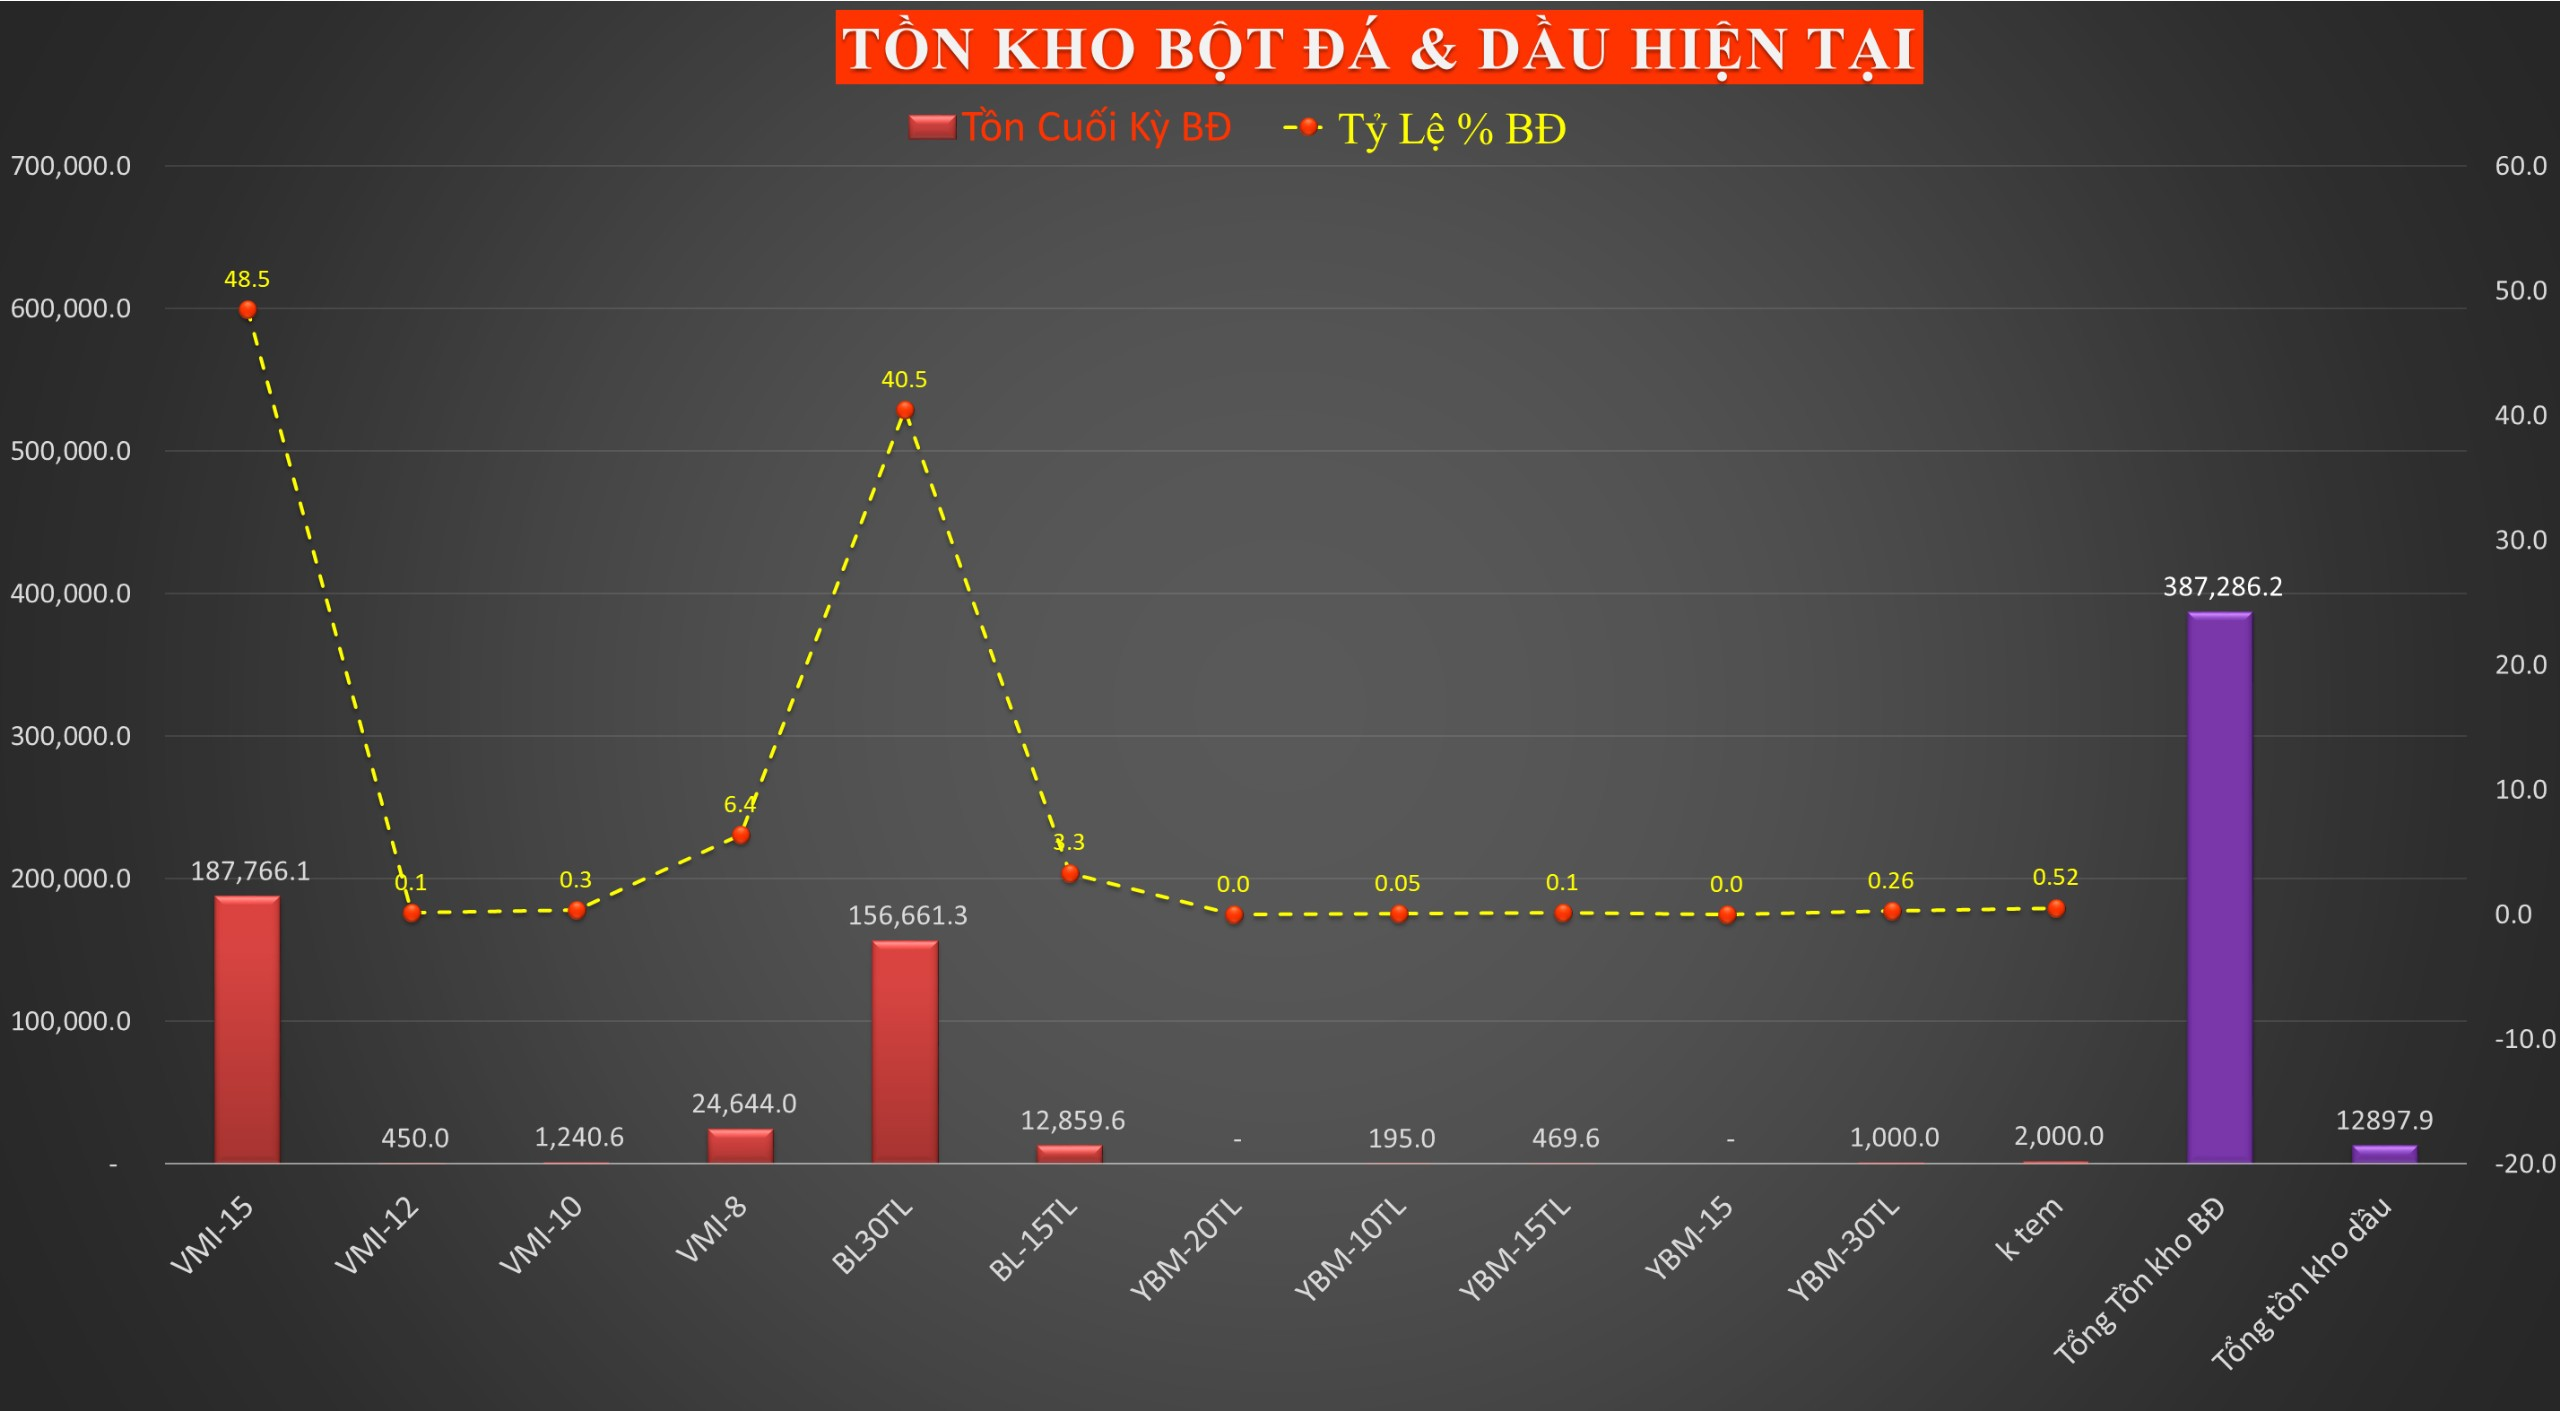 TỒN KHO BỘT ĐÁ & DẦU HIỆN TẠI
Tồn Cuối Kỳ BĐ
Tỷ Lệ % BĐ
700,000.0
600,000.0
500,000.0
400,000.0
300,000.0
200,000.0
100,000.0
-
60.0
50.0
40.0
30.0
20.0
10.0
0.0
-10.0
-20.0
48.5
0.1
0.3
6.4
40.5
3.3
0.0
0.05
0.1
0.0
0.26
0.52
187,766.1
450.0
1,240.6
24,644.0
156,661.3
12,859.6
-
195.0
469.6
-
1,000.0
2,000.0
387,286.2
12897.9
VMI-15
VMI-12
VMI-10
VMI-8
BL30TL
BL-15TL
YBM-20TL
YBM-10TL
YBM-15TL
YBM-15
YBM-30TL
k tem
Tổng Tồn kho BĐ
Tổng tồn kho dầu